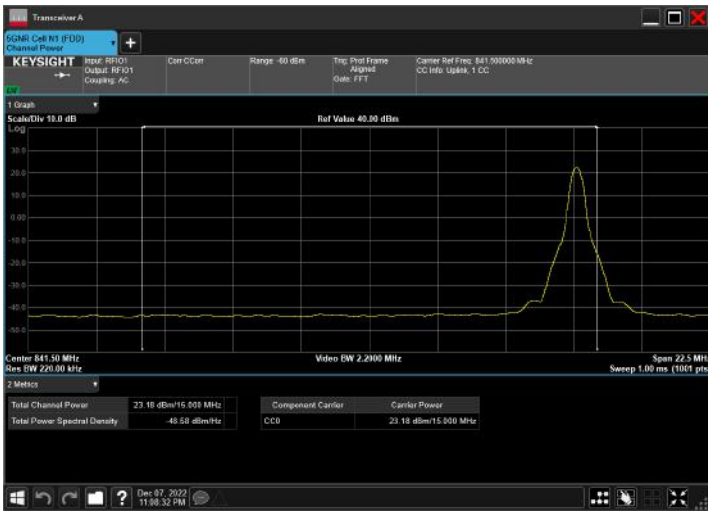 Transceiver A
5GNR Cell N1 (FDD)
Channel Power
KEYSIGHT
Input: RFIO1
Output: RFIO1
Coupling: AC
Corr CCorr
Range -60 dBm
Trig: Prot Frame
Aligned
Gate: FFT
Carrier Ref Freq: 841.500000 MHz
CC Info: Uplink, 1 CC
1 Graph
Scale/Div 10.0 dB
Ref Value 40.00 dBm
Log
30.0
20.0
10.0
0.00
-10.0
-20.0
-30.0
-40.0
-50.0
Center 841.50 MHz
Video BW 2.2000 MHz
Span 22.5 MH
Res BW 220.00 kHz
Sweep 1.00 ms (1001 pts
2 Metrics
Total Channel Power 23.18 dBm/15.000 MHz
Total Power Spectral Density -48.58 dBm/Hz
Component Carrier Carrier Power
CC0 23.18 dBm/15.000 MHz
Dec 07, 2022
11:08:32 PM